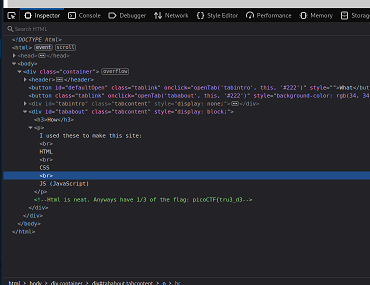 Inspector Console Debugger Network Style Editor Performance Memory Storag
Search HTML
<!DOCTYPE html>
<html> event scroll
<head> </head>
<body>
<div class="container"> overflow
<header> </header>
<button id="defaultOpen" class="tablink" onclick="openTab('tabintro', this, '#222')" style="">What</but
<button class="tablink" onclick="openTab('tababout', this, '#222')" style="background-color: rgb(34, 34
<div id="tabintro" class="tabcontent" style="display: none;"> </div>
<div id="tababout" class="tabcontent" style="display: block;">
<h3>How</h3>
<p>
I used these to make this site:
<br>
HTML
<br>
CSS
<br>
JS (JavaScript)
</p>
<!--Html is neat. Anyways have 1/3 of the flag: picoCTF{tru3_d3-->
</div>
</div>
</body>
</html>
html body div.container div#tababout.tabcontent p br